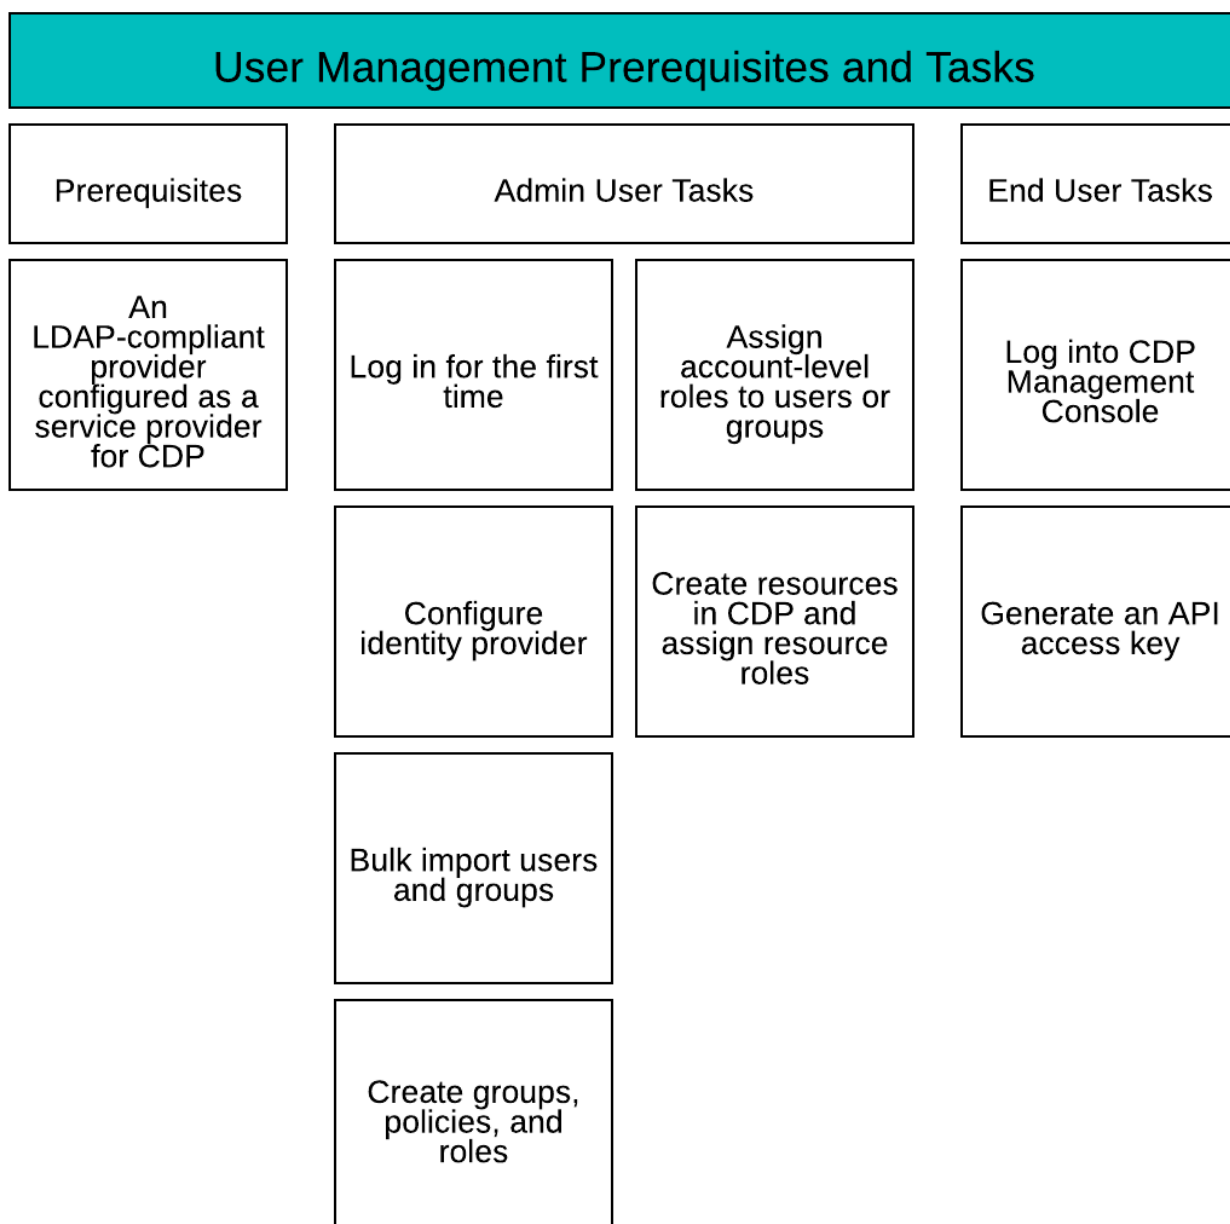 User Management Prerequisites and Tasks
Prerequisites
Admin User Tasks
End User Tasks
An
LDAP-compliant
provider
configured as a
service provider
for CDP
Log in for the first
time
Assign
account-level
roles to users or
groups
Log into CDP
Management
Console
Configure
identity provider
Create resources
in CDP and
assign resource
roles
Generate an API
access key
Bulk import users
and groups
Create groups,
policies, and
roles